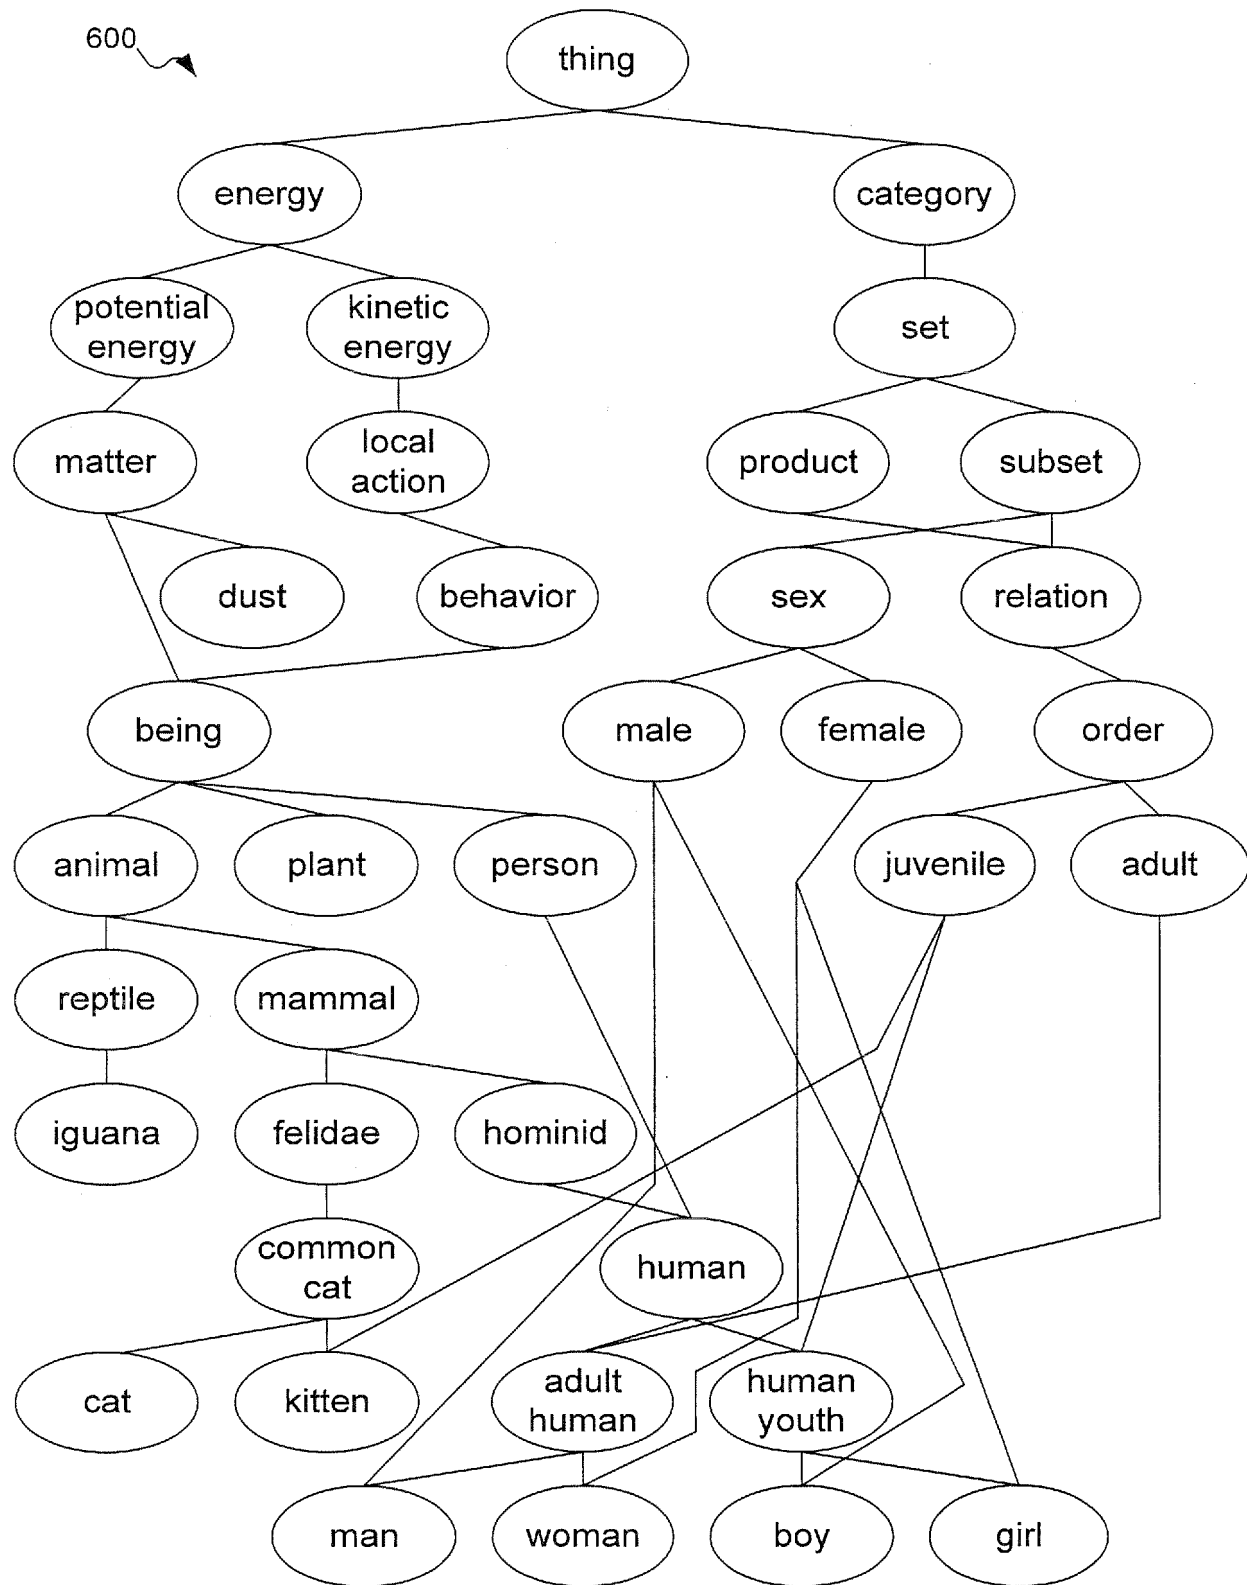 600
thing
energy
category
potential
energy
kinetic
energy
set
matter
local
action
product
subset
dust
behavior
sex
relation
being
male
female
order
animal
plant
person
juvenile
adult
reptile
mammal
iguana
felidae
hominid
common
cat
human
cat
kitten
adult
human
human
youth
man
woman
boy
girl